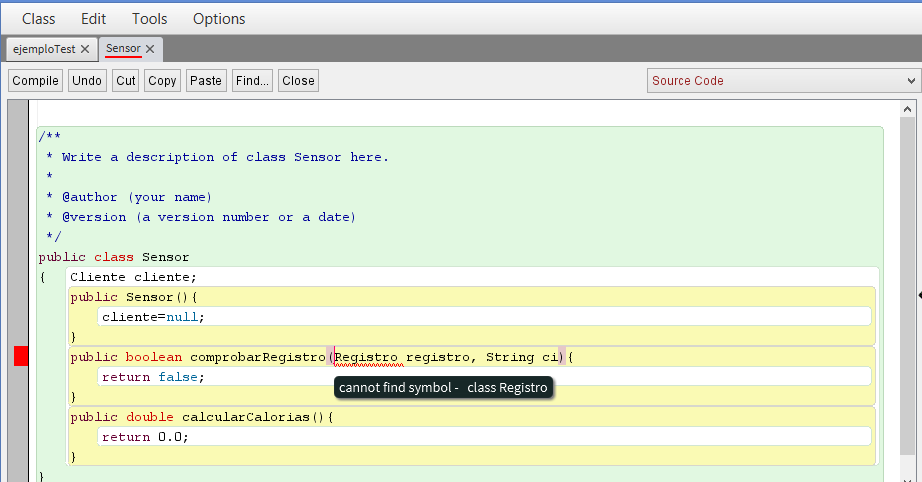 Class Edit Tools Options
ejemploTest Sensor
Compile Undo Cut Copy Paste Find... Close Source Code
/**
 * Write a description of class Sensor here.
 *
 * @author (your name)
 * @version (a version number or a date)
 */
public class Sensor
{   Cliente cliente;
    public Sensor(){
        cliente=null;
    }
    public boolean comprobarRegistro(Registro registro, String ci){
        return false;
cannot find symbol -   class Registro
    }
    public double calcularCalorias(){
        return 0.0;
    }
}